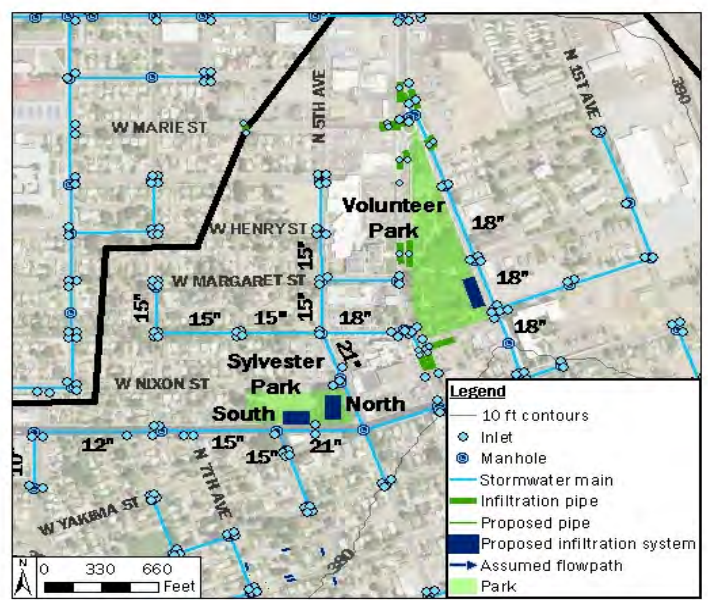 W MARIE ST
N 5TH AVE
N 1ST AVE
390
Volunteer
Park
18"
W HENRY ST
15"
W MARGARET ST
18"
15"
15"
15"
15"
18"
18"
21"
Sylvester
Park
W NIXON ST
South
North
12"
15"
15"
21"
10"
N 7TH AVE
W YAKIMA ST
380
N
0 330 660
Feet
Legend
10 ft contours
Inlet
Manhole
Stormwater main
Infiltration pipe
Proposed pipe
Proposed infiltration system
Assumed flowpath
Park